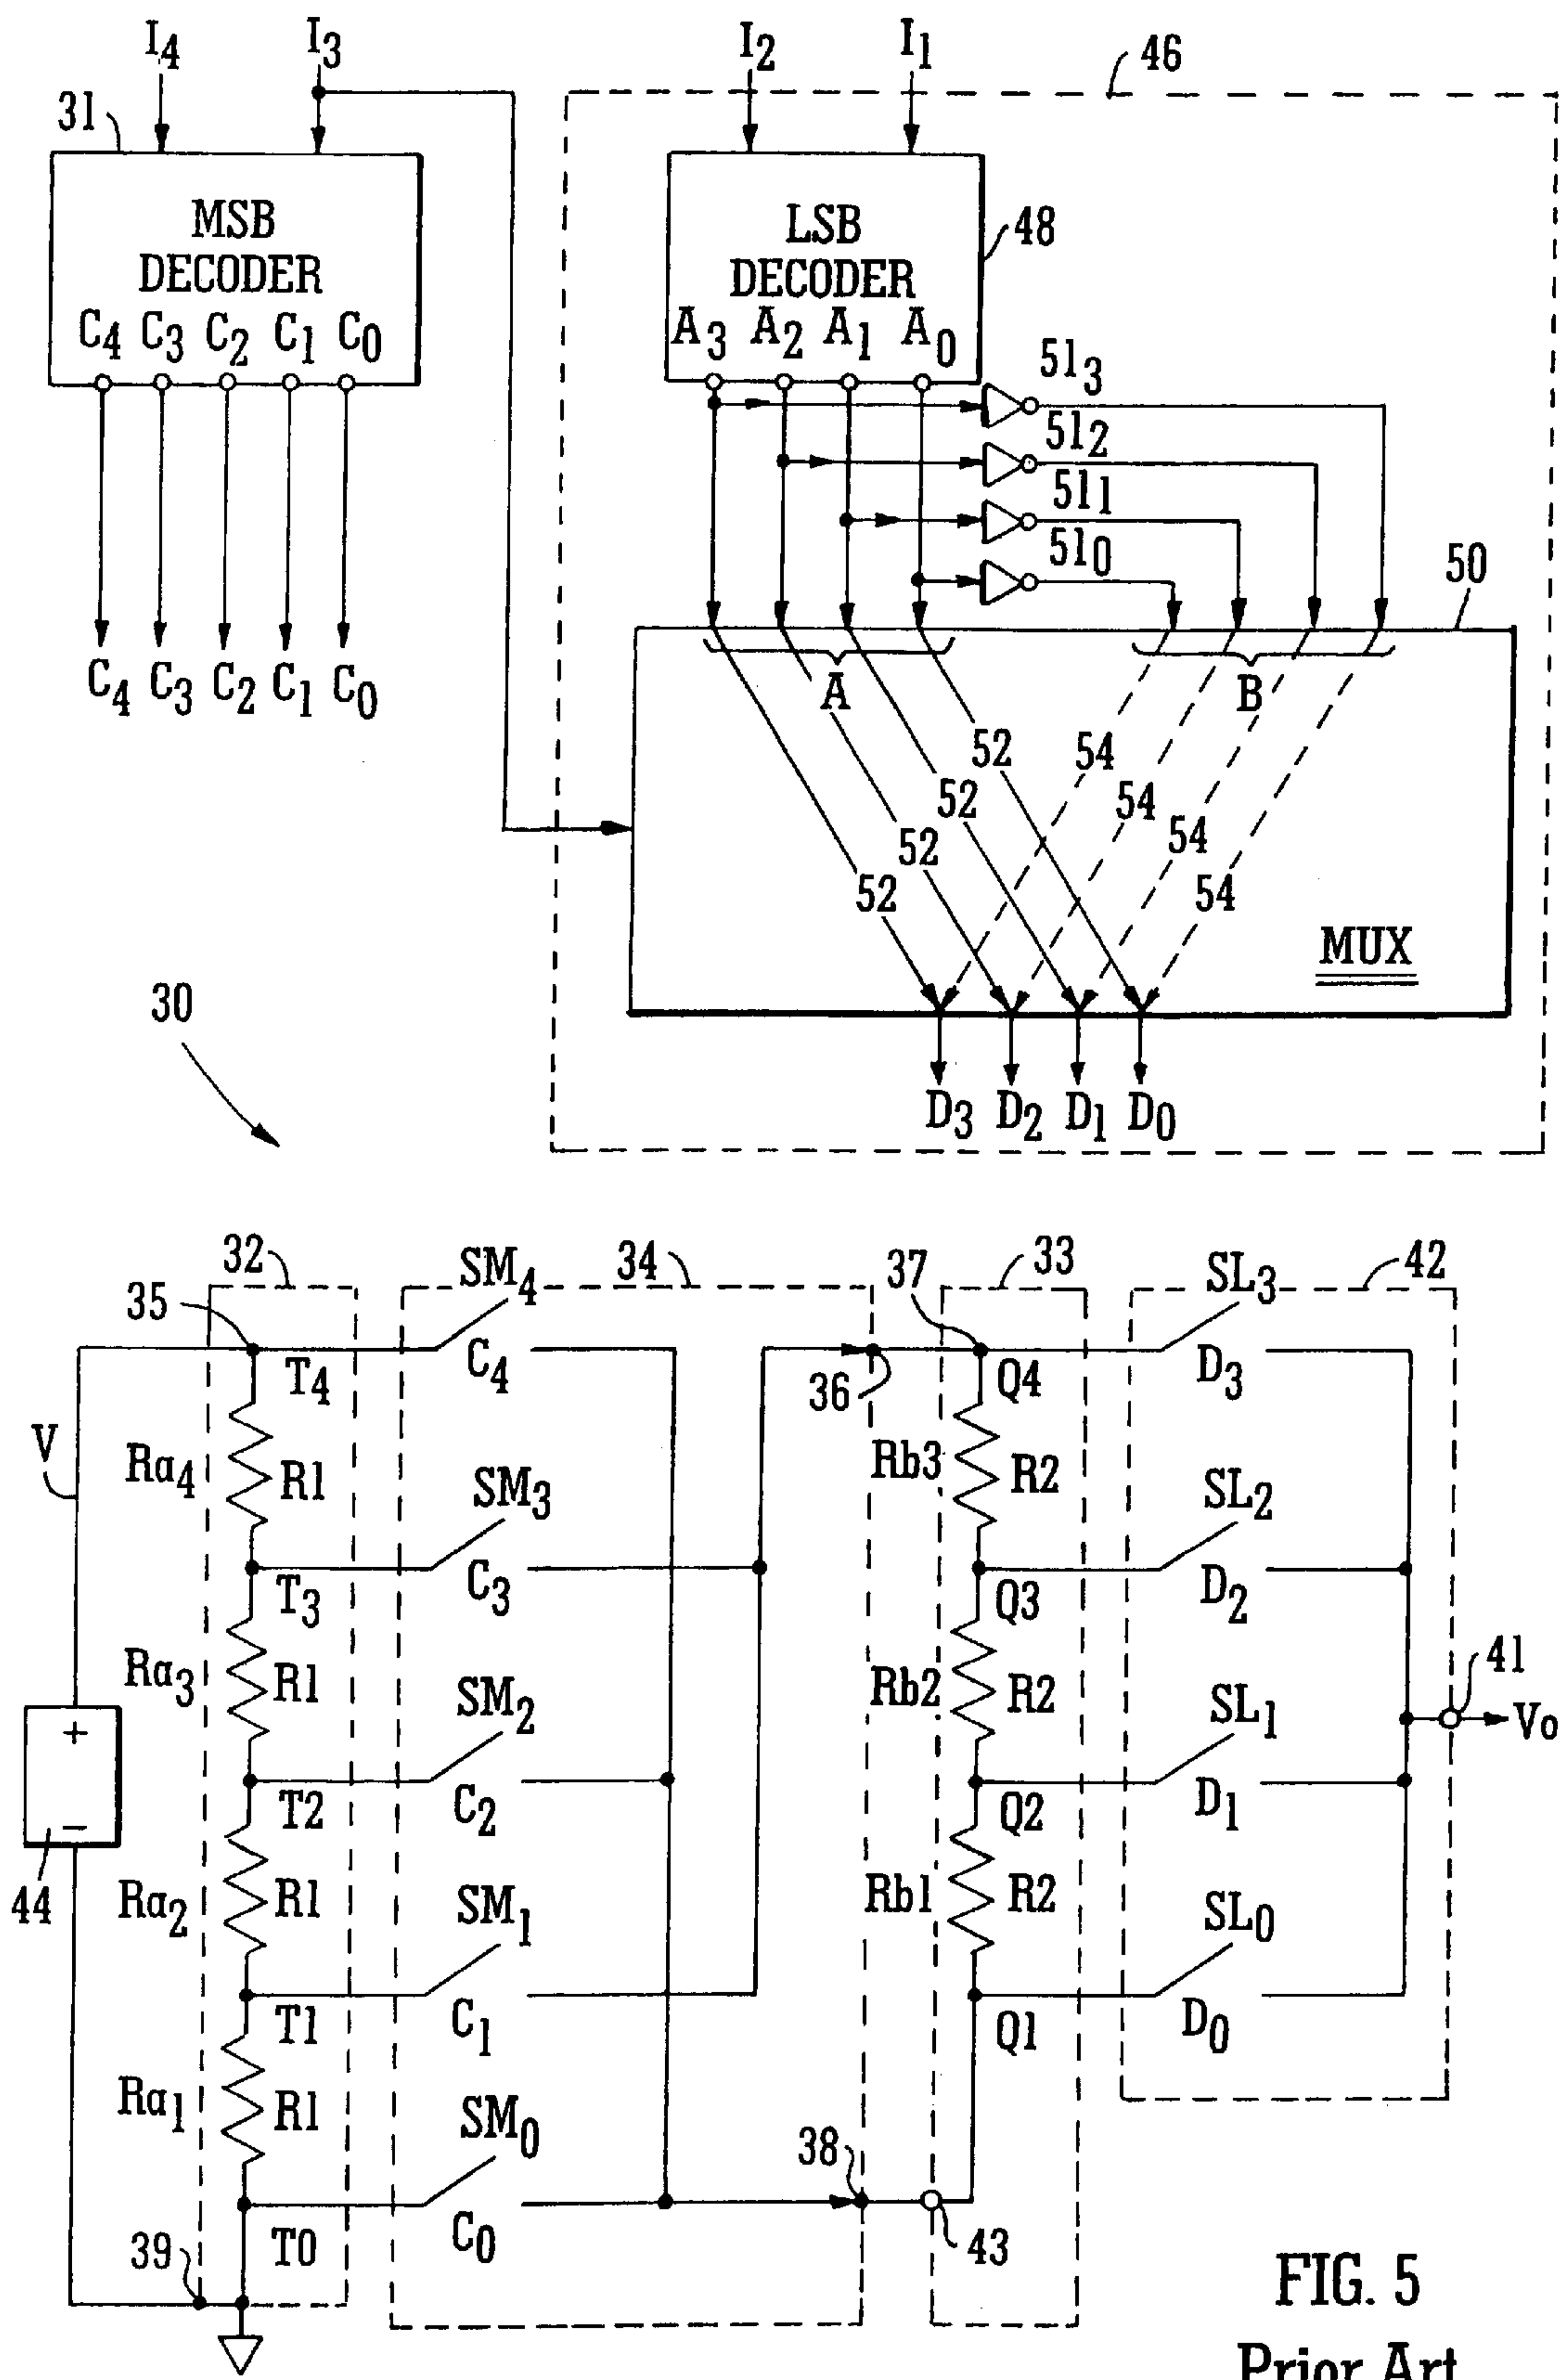 I4 I3 I2 I1 46
31
MSB
DECODER
C4 C3 C2 C1 C0
LSB
DECODER
48
A3 A2 A1 A0
513
512
511
510
50
C4 C3 C2 C1 C0
A B
52 54
52 54
52 54
52 54
MUX
30
D3 D2 D1 D0
32 SM4 34 37 33 SL3 42
35
T4 C4 36 Q4 D3
V
Ra4 R1 SM3 Rb3 R2 SL2
T3 C3 Q3 D2
Ra3 R1 SM2 Rb2 R2 SL1 41
Vo
+
T2 C2 Q2 D1
−
44
Ra2 R1 SM1 Rb1 R2 SL0
T1 C1 Q1 D0
Ra1 R1 SM0 38
39 T0 C0 43
FIG. 5
Prior Art